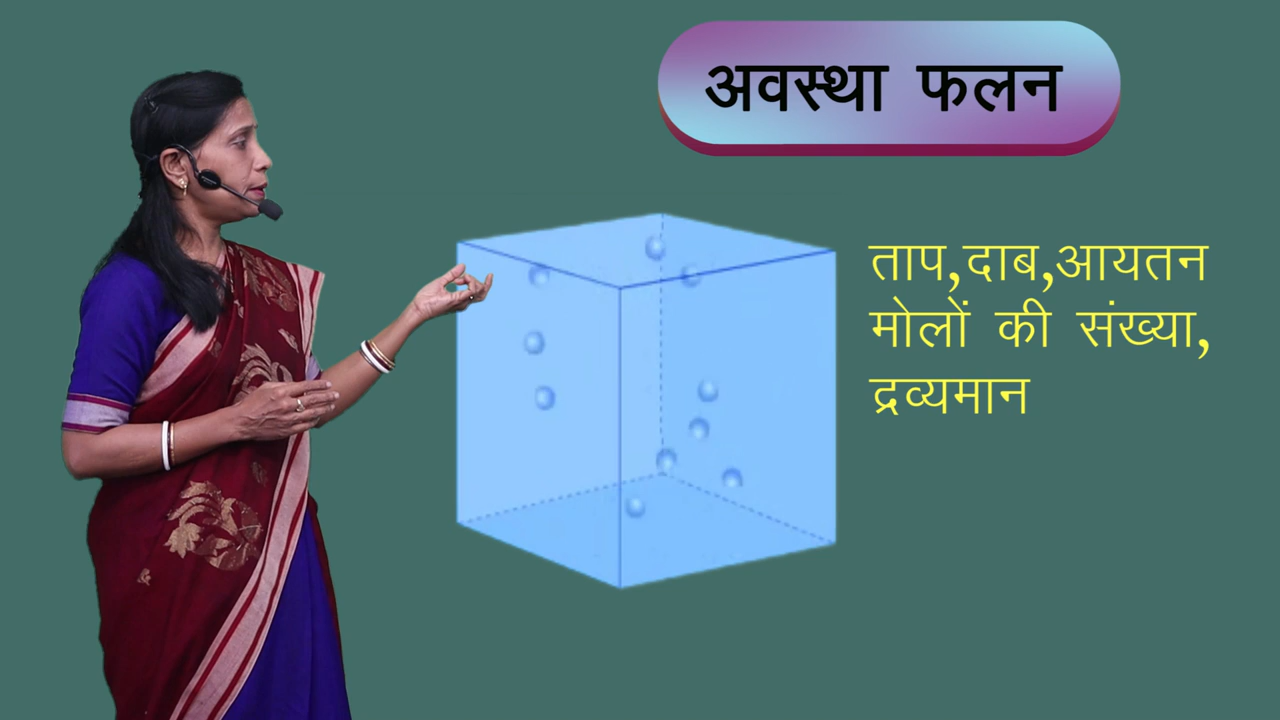 अवस्था फलन
ताप,दाब,आयतन
मोलों की संख्या,
द्रव्यमान